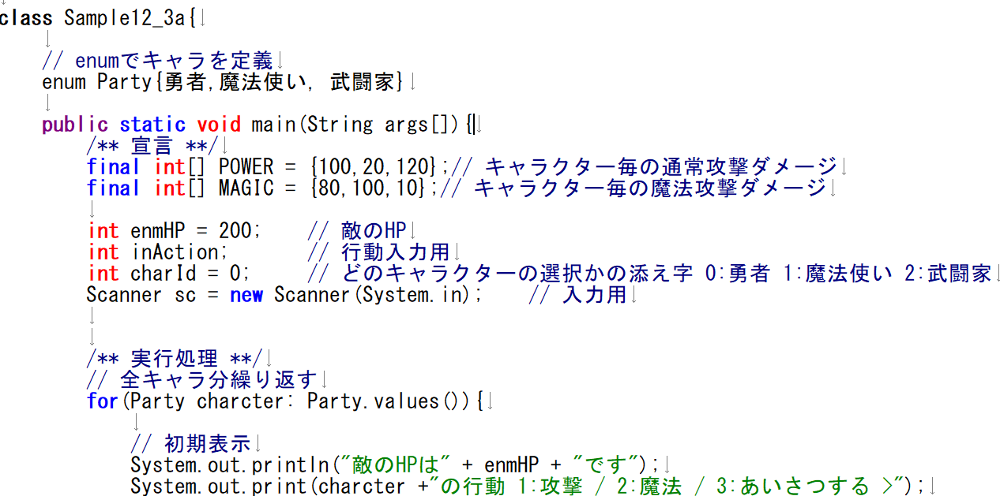 class Sample12_3a{
// enumでキャラを定義
enum Party{勇者,魔法使い, 武闘家}
public static void main(String args[]){
/** 宣言 **/
final int[] POWER = {100,20,120};// キャラクター毎の通常攻撃ダメージ
final int[] MAGIC = {80,100,10};// キャラクター毎の魔法攻撃ダメージ
int enmHP = 200; // 敵のHP
int inAction; // 行動入力用
int charId = 0; // どのキャラクターの選択かの添え字 0:勇者 1:魔法使い 2:武闘家
Scanner sc = new Scanner(System.in); // 入力用
/** 実行処理 **/
// 全キャラ分繰り返す
for(Party charcter: Party.values()){
// 初期表示
System.out.println("敵のHPは" + enmHP + "です");
System.out.print(charcter +"の行動 1:攻撃 / 2:魔法 / 3:あいさつする >");